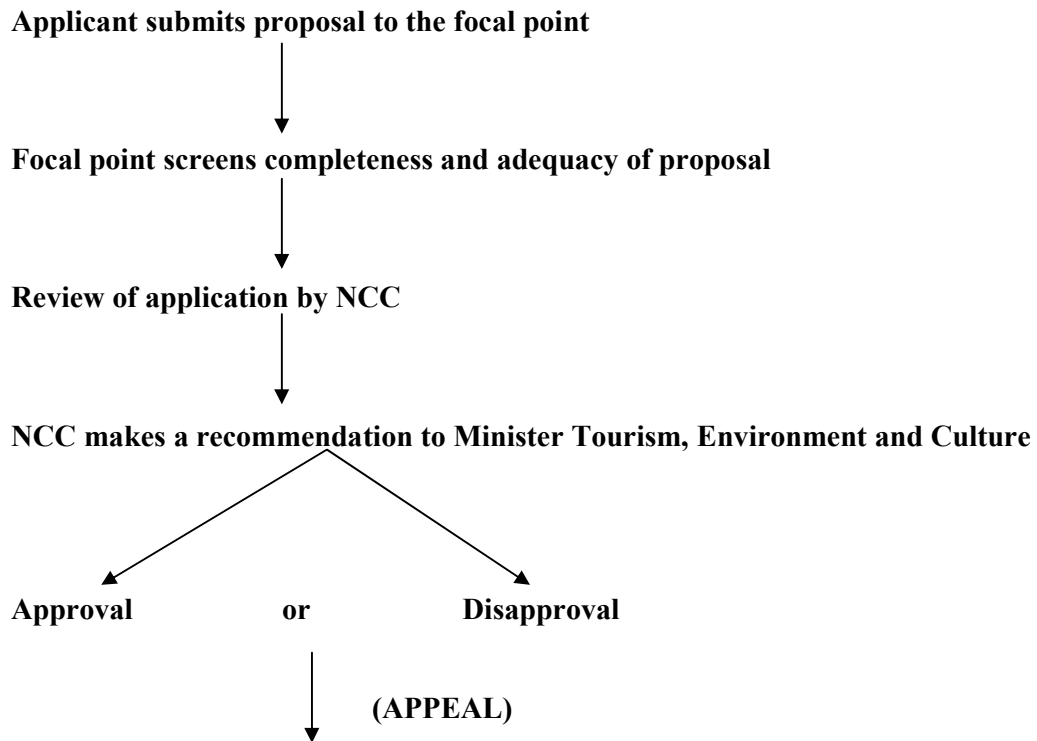 Applicant submits proposal to the focal point
Focal point screens completeness and adequacy of proposal
Review of application by NCC
NCC makes a recommendation to Minister Tourism, Environment and Culture
Approval or Disapproval
(APPEAL)